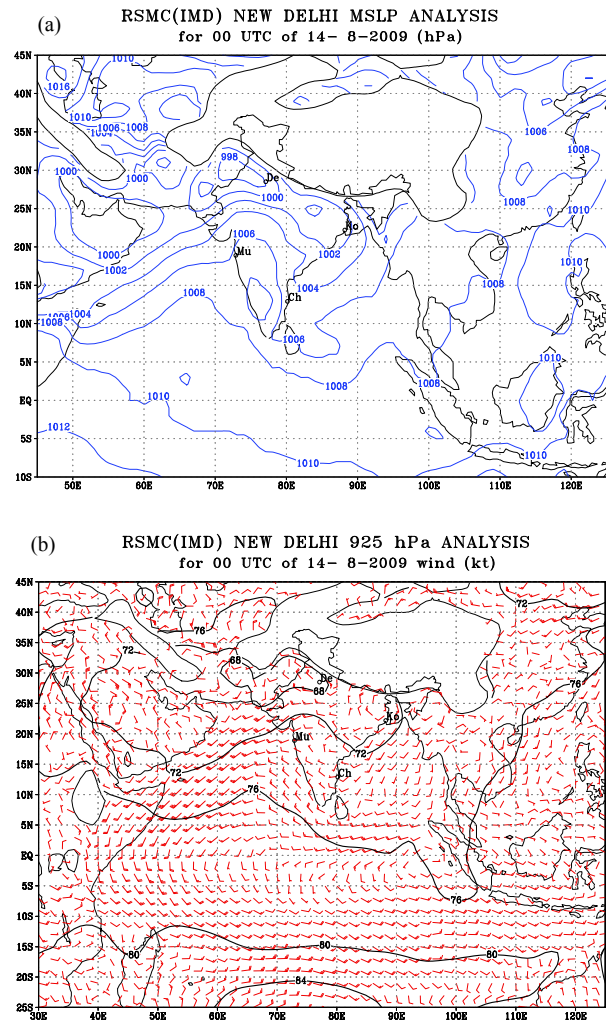 (a)
RSMC(IMD) NEW DELHI MSLP ANALYSIS
for 00 UTC of 14- 8-2009 (hPa)
45N
1010
1016
40N
1010
1006
1008
1006
35N
1004
1008
1008
30N
1000
998
De
1000
1008
25N
1000
1010
Ko
20N
1006
Mu
1000
1002
1002
1010
15N
1008
1004
1008
Ch
1006
1004
10N
1008
1006
5N
1008
1008
1010
EQ
1010
5S
1012
1010
1010
10S
50E 60E 70E 80E 90E 100E 110E 120E
(b)
RSMC(IMD) NEW DELHI 925 hPa ANALYSIS
for 00 UTC of 14- 8-2009 wind (kt)
45N
72
40N
76
35N
72
68
30N
De
76
68
25N
Ko
20N
Mu
72
15N
72
Ch
10N
76
5N
EQ
5S
76
10S
15S
80
80
20S
84
25S
30E 40E 50E 60E 70E 80E 90E 100E 110E 120E